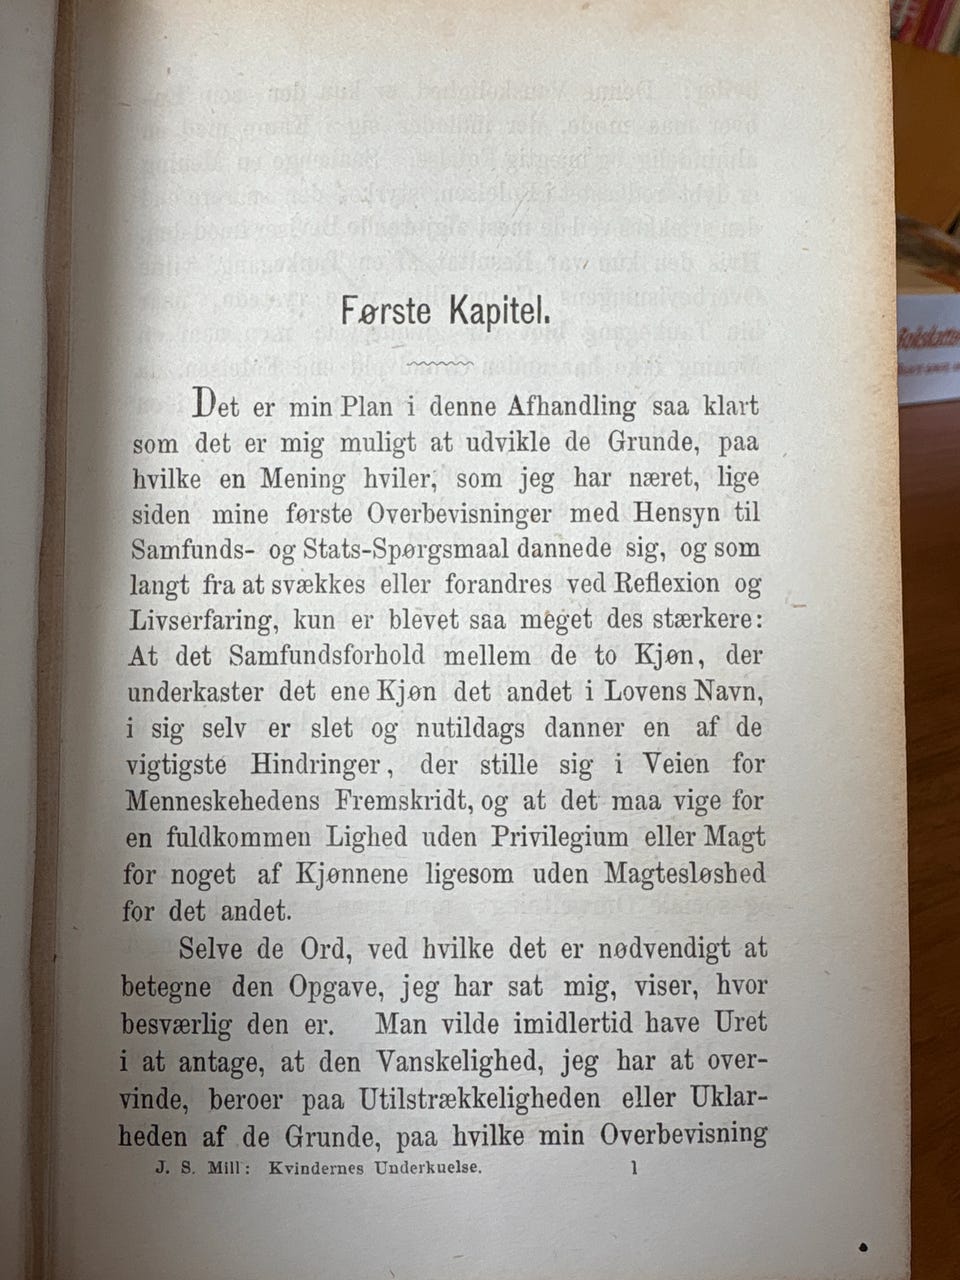 Første Kapitel.
Det er min Plan i denne Afhandling saa klart
som det er mig muligt at udvikle de Grunde, paa
hvilke en Mening hviler, som jeg har næret, lige
siden mine første Overbevisninger med Hensyn til
Samfunds- og Stats-Spørgsmaal dannede sig, og som
langt fra at svækkes eller forandres ved Reflexion og
Livserfaring, kun er blevet saa meget des stærkere:
At det Samfundsforhold mellem de to Kjøn, der
underkaster det ene Kjøn det andet i Lovens Navn,
i sig selv er slet og nutildags danner en af de
vigtigste Hindringer, der stille sig i Veien for
Menneskehedens Fremskridt, og at det maa vige for
en fuldkommen Lighed uden Privilegium eller Magt
for noget af Kjønnene ligesom uden Magtesløshed
for det andet.
Selve de Ord, ved hvilke det er nødvendigt at
betegne den Opgave, jeg har sat mig, viser, hvor
besværlig den er. Man vilde imidlertid have Uret
i at antage, at den Vanskelighed, jeg har at over-
vinde, beroer paa Utilstrækkeligheden eller Uklar-
heden af de Grunde, paa hvilke min Overbevisning
J. S. Mill: Kvindernes Underkuelse. 1